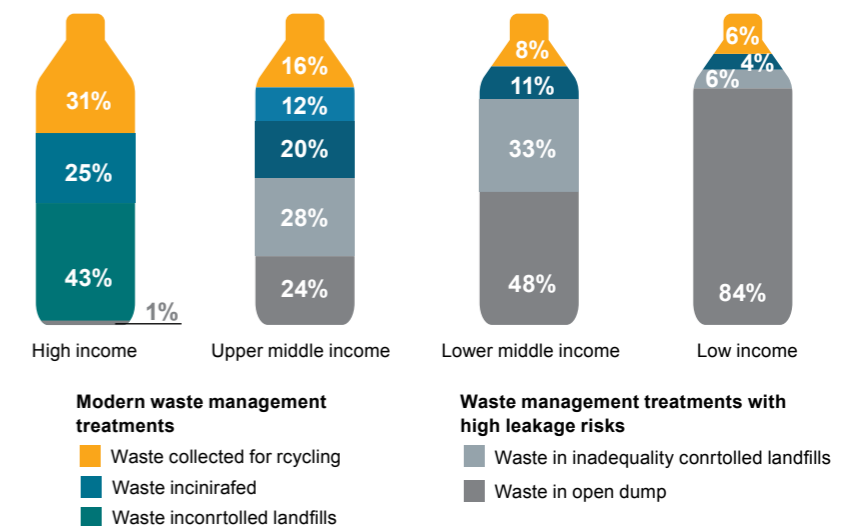 31%
25%
43%
1%
High income
16%
12%
20%
28%
24%
Upper middle income
8%
11%
33%
48%
Lower middle income
6%
4%
6%
84%
Low income
Modern waste management
treatments
Waste collected for rcycling
Waste incinirafed
Waste inconrtolled landfills
Waste management treatments with
high leakage risks
Waste in inadequality conrtolled landfills
Waste in open dump